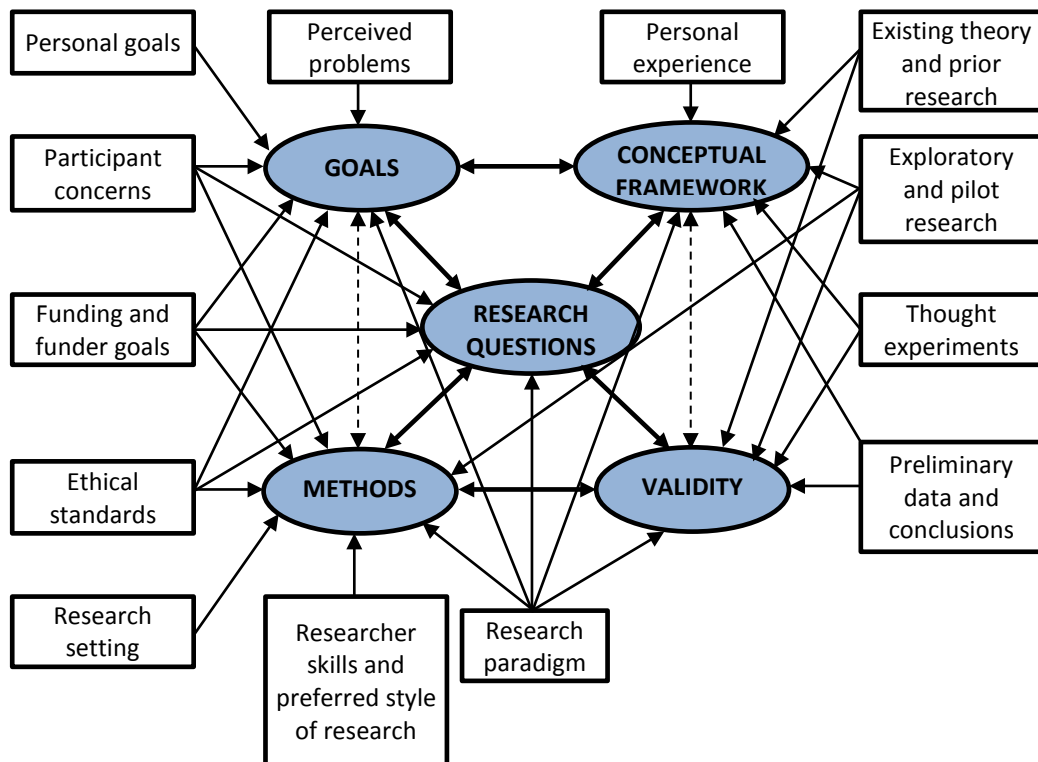 Personal goals
Perceived
problems
Personal
experience
Existing theory
and prior
research
Participant
concerns
GOALS
CONCEPTUAL
FRAMEWORK
Exploratory
and pilot
research
Funding and
funder goals
RESEARCH
QUESTIONS
Thought
experiments
Ethical
standards
METHODS
VALIDITY
Preliminary
data and
conclusions
Research
setting
Researcher
skills and
preferred style
of research
Research
paradigm